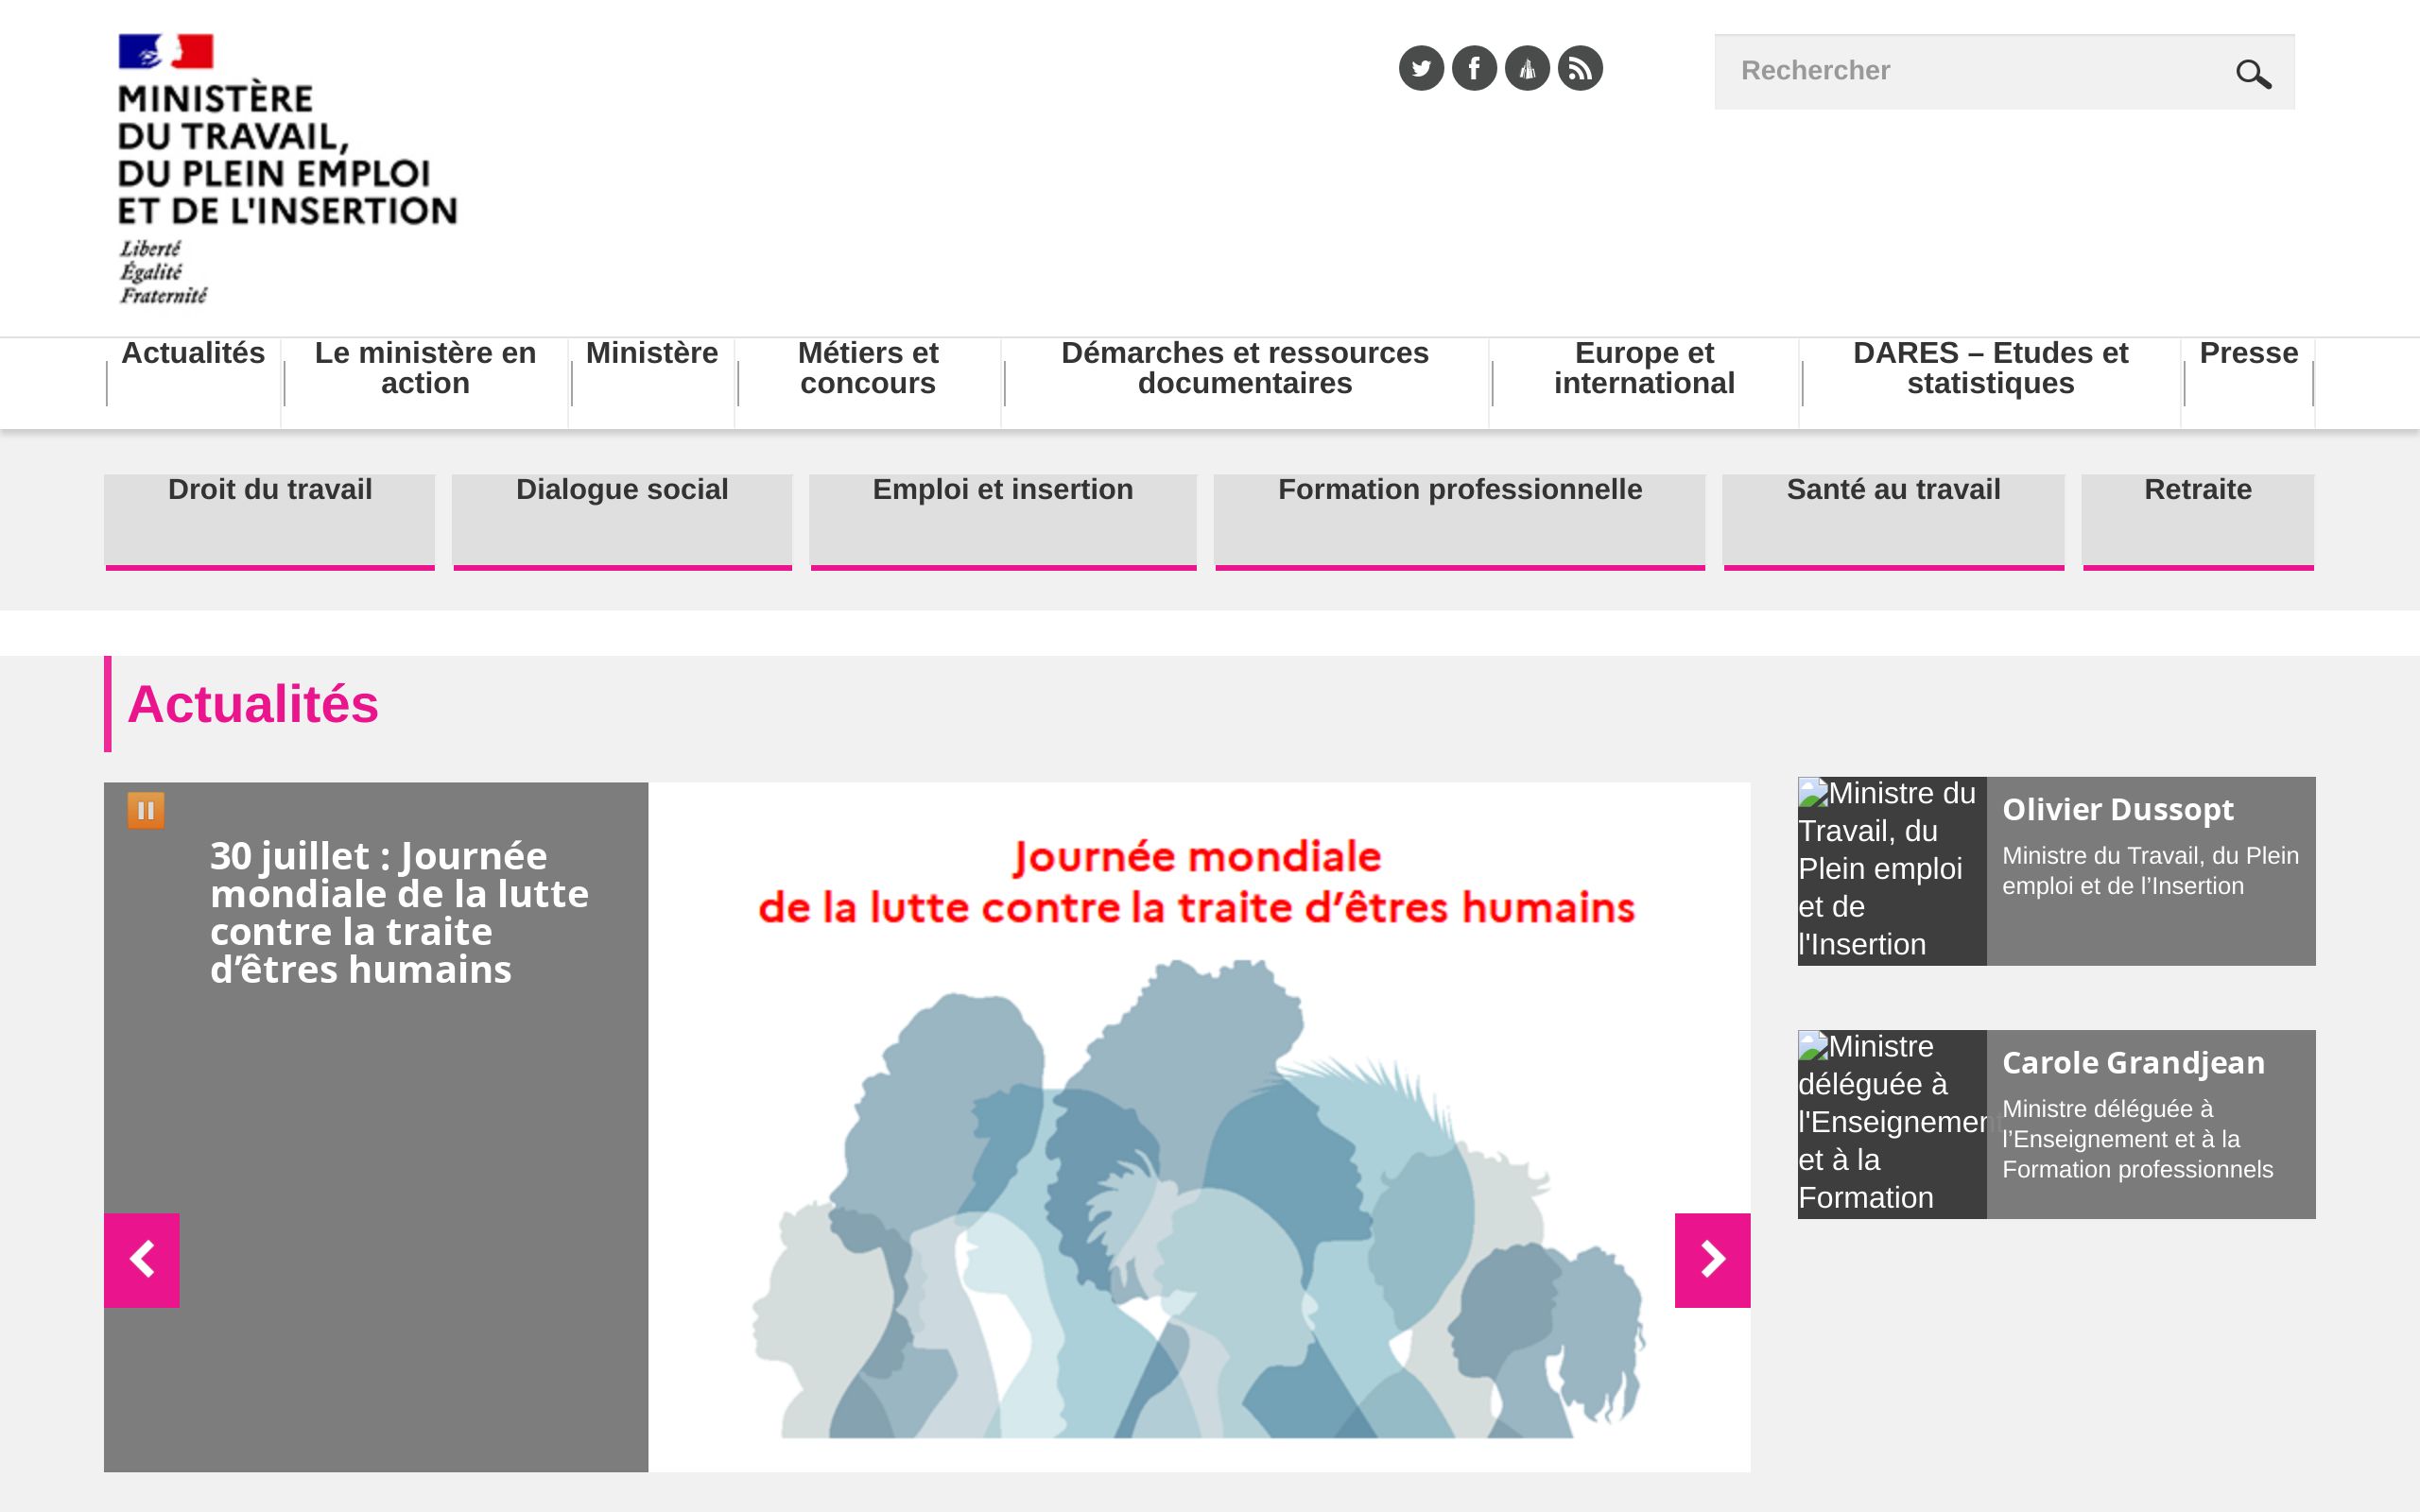 MINISTÈRE
DU TRAVAIL,
DU PLEIN EMPLOI
ET DE L'INSERTION
Liberté
Égalité
Fraternité
Rechercher
Actualités
Le ministère en
action
Ministère
Métiers et
concours
Démarches et ressources
documentaires
Europe et
international
DARES – Etudes et
statistiques
Presse
Droit du travail
Dialogue social
Emploi et insertion
Formation professionnelle
Santé au travail
Retraite
Actualités
30 juillet : Journée
mondiale de la lutte
contre la traite
d’êtres humains
Journée mondiale
de la lutte contre la traite d’êtres humains
Ministre du
Travail, du
Plein emploi
et de
l'Insertion
Olivier Dussopt
Ministre du Travail, du Plein
emploi et de l’Insertion
Ministre
déléguée à
l'Enseignement
et à la
Formation
Carole Grandjean
Ministre déléguée à
l’Enseignement et à la
Formation professionnels